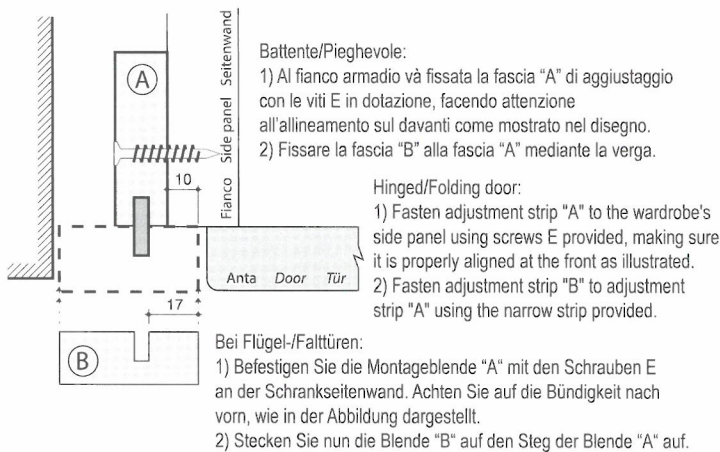 A
Fianco Side panel Seitenwand
Battente/Pieghevole:
1) Al fianco armadio và fissata la fascia “A” di aggiustaggio
con le viti E in dotazione, facendo attenzione
all'allineamento sul davanti come mostrato nel disegno.
2) Fissare la fascia “B” alla fascia “A” mediante la verga.
10
Hinged/Folding door:
1) Fasten adjustment strip "A" to the wardrobe's
side panel using screws E provided, making sure
it is properly aligned at the front as illustrated.
2) Fasten adjustment strip "B" to adjustment
strip "A" using the narrow strip provided.
Anta Door Tür
17
B
Bei Flügel-/Falttüren:
1) Befestigen Sie die Montageblende “A“ mit den Schrauben E
an der Schrankseitenwand. Achten Sie auf die Bündigkeit nach
vorn, wie in der Abbildung dargestellt.
2) Stecken Sie nun die Blende “B“ auf den Steg der Blende “A“ auf.